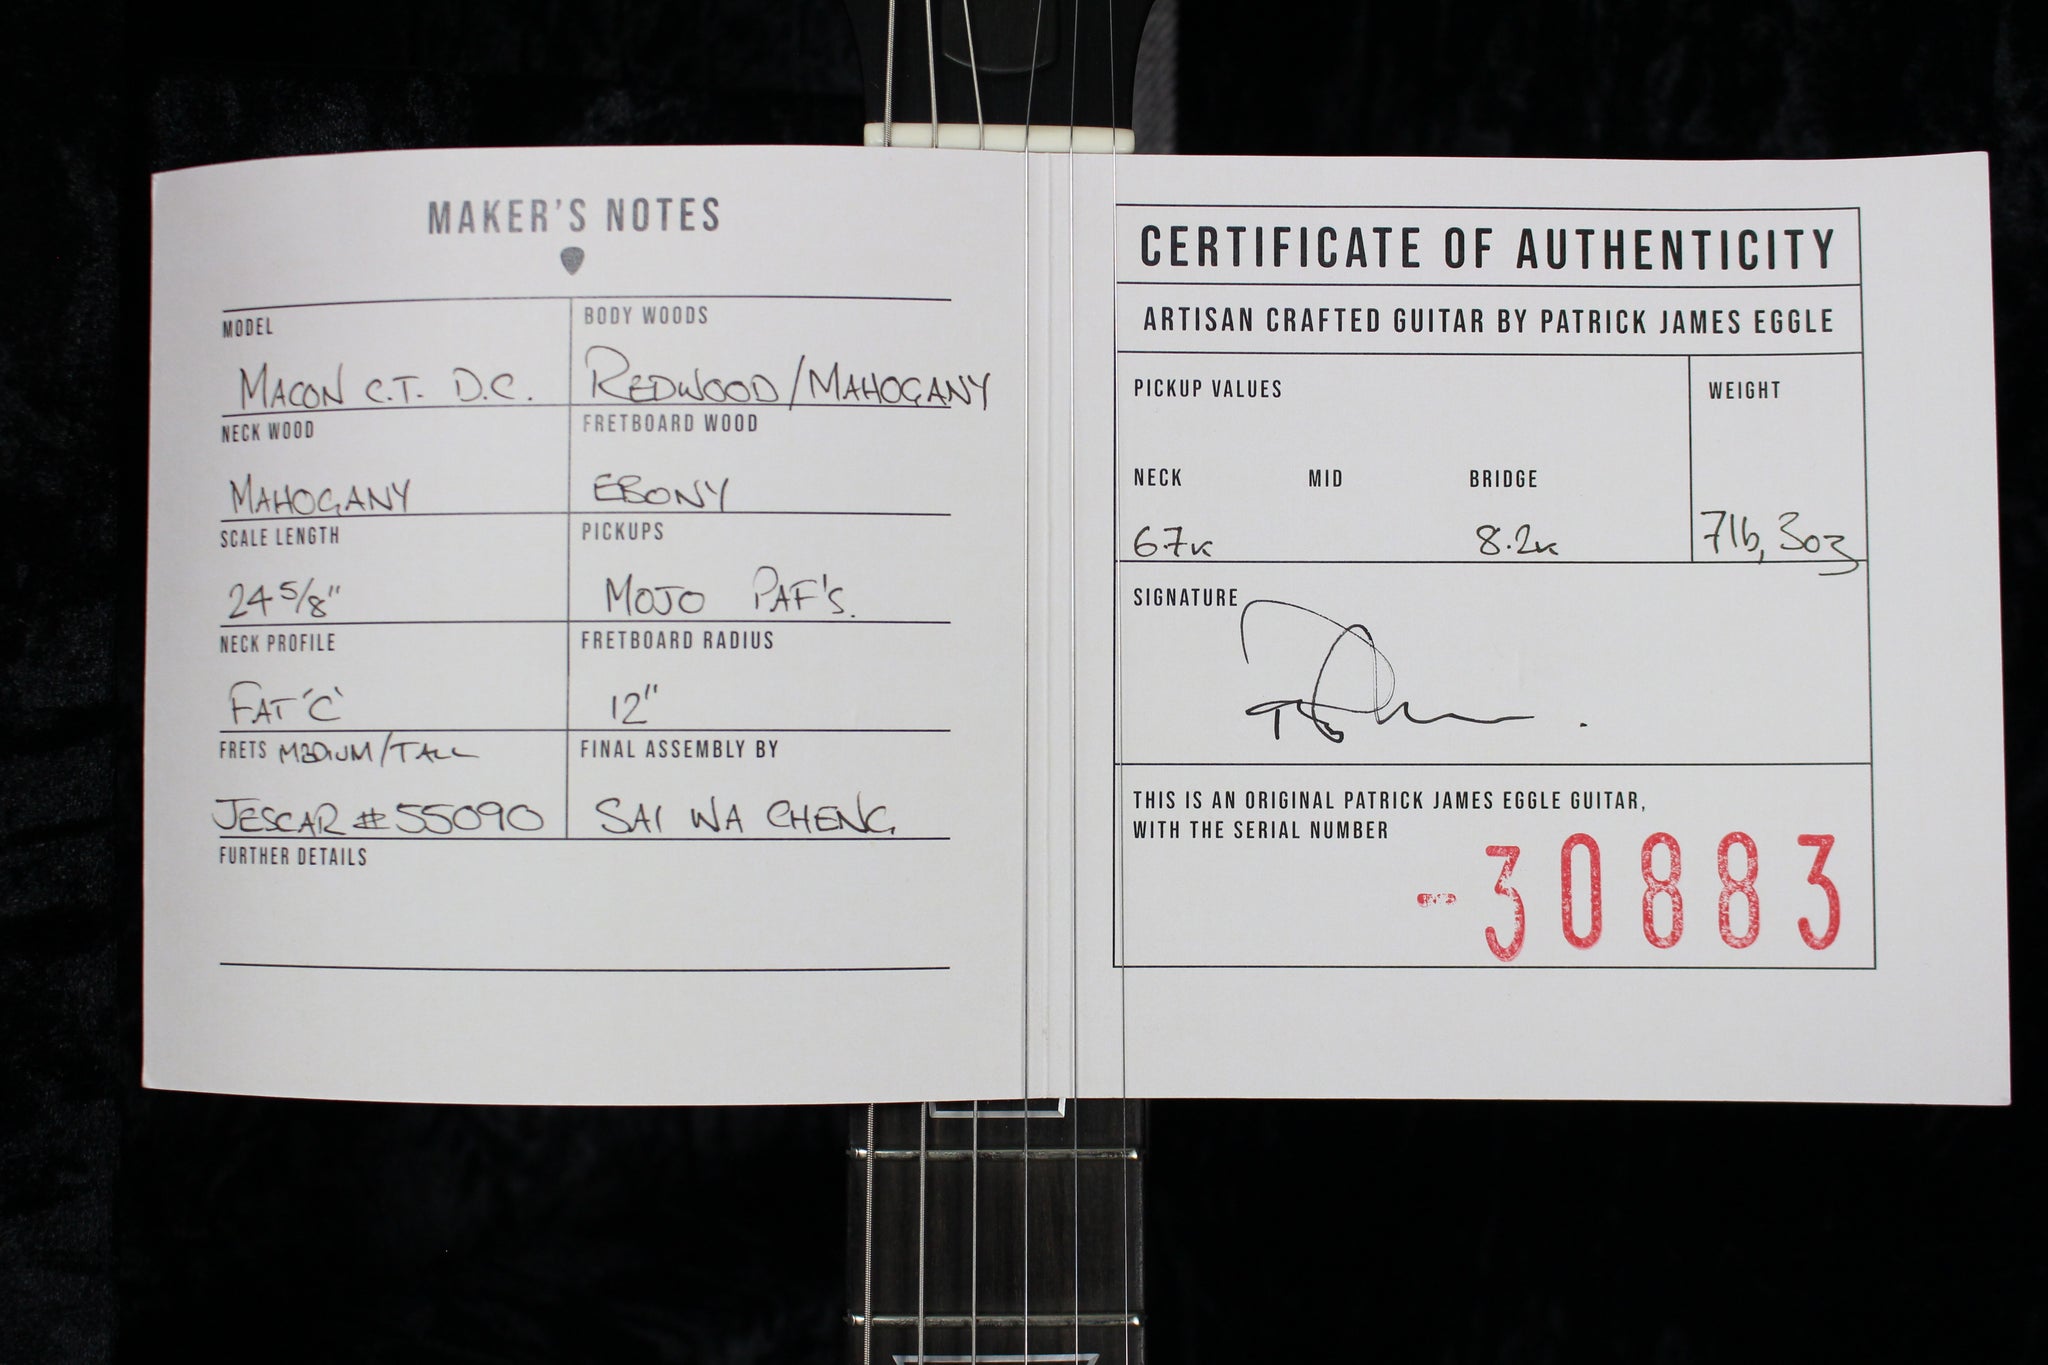 MAKER'S NOTES
MODEL
MACON C.T. D.C.
BODY WOODS
REDWOOD/MAHOGANY
NECK WOOD
MAHOGANY
FRETBOARD WOOD
EBONY
SCALE LENGTH
24 5/8"
PICKUPS
MOJO PAF'S.
NECK PROFILE
FAT 'C'
FRETBOARD RADIUS
12"
FRETS MEDIUM/TALL
JESCAR #55090
FINAL ASSEMBLY BY
SAI WA CHENG
FURTHER DETAILS
CERTIFICATE OF AUTHENTICITY
ARTISAN CRAFTED GUITAR BY PATRICK JAMES EGGLE
PICKUP VALUES
WEIGHT
NECK MID BRIDGE
6.7K 8.2K 7lb, 3oz
SIGNATURE
THIS IS AN ORIGINAL PATRICK JAMES EGGLE GUITAR,
WITH THE SERIAL NUMBER
-30883